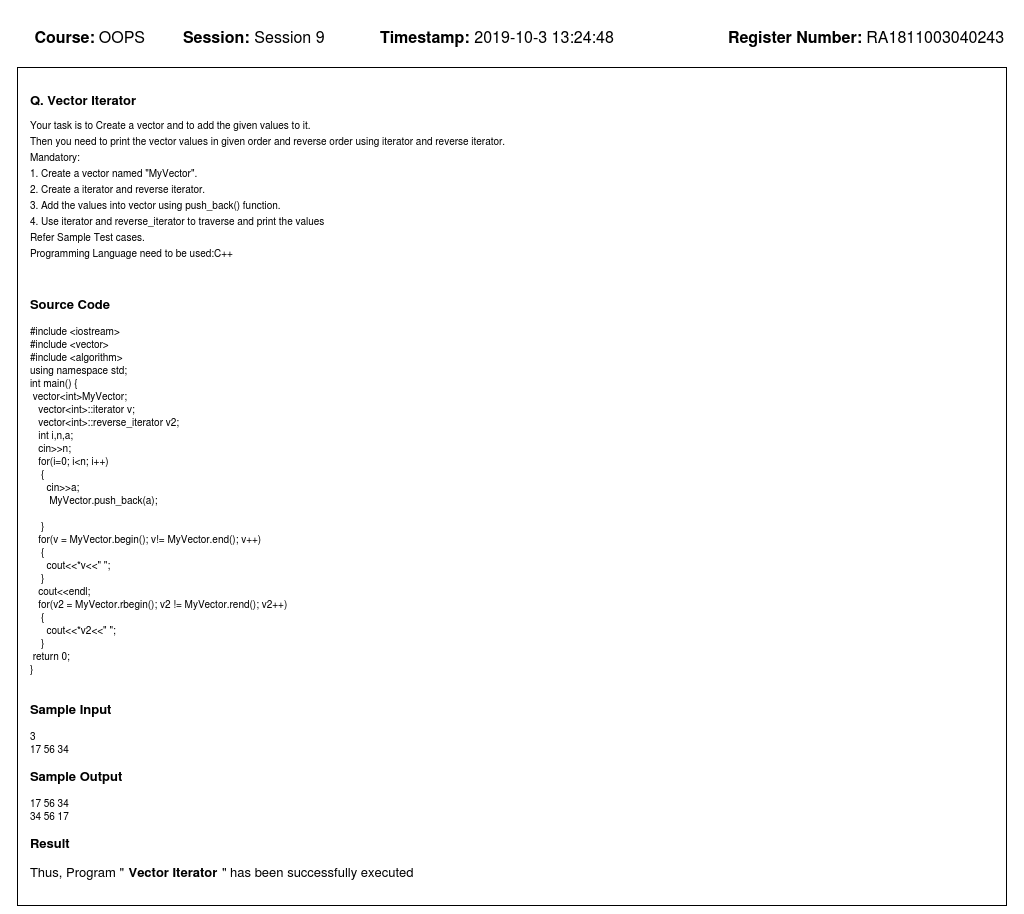 Course: OOPS Session: Session 9 Timestamp: 2019-10-3 13:24:48 Register Number: RA1811003040243
Q. Vector Iterator
Your task is to Create a vector and to add the given values to it.
Then you need to print the vector values in given order and reverse order using iterator and reverse iterator.
Mandatory:
1. Create a vector named "MyVector".
2. Create a iterator and reverse iterator.
3. Add the values into vector using push_back() function.
4. Use iterator and reverse_iterator to traverse and print the values
Refer Sample Test cases.
Programming Language need to be used:C++
Source Code
#include <iostream>
#include <vector>
#include <algorithm>
using namespace std;
int main() {
vector<int>MyVector;
vector<int>::iterator v;
vector<int>::reverse_iterator v2;
int i,n,a;
cin>>n;
for(i=0; i<n; i++)
{
cin>>a;
MyVector.push_back(a);
}
for(v = MyVector.begin(); v!= MyVector.end(); v++)
{
cout<<*v<<" ";
}
cout<<endl;
for(v2 = MyVector.rbegin(); v2 != MyVector.rend(); v2++)
{
cout<<*v2<<" ";
}
return 0;
}
Sample Input
3
17 56 34
Sample Output
17 56 34
34 56 17
Result
Thus, Program " Vector Iterator " has been successfully executed